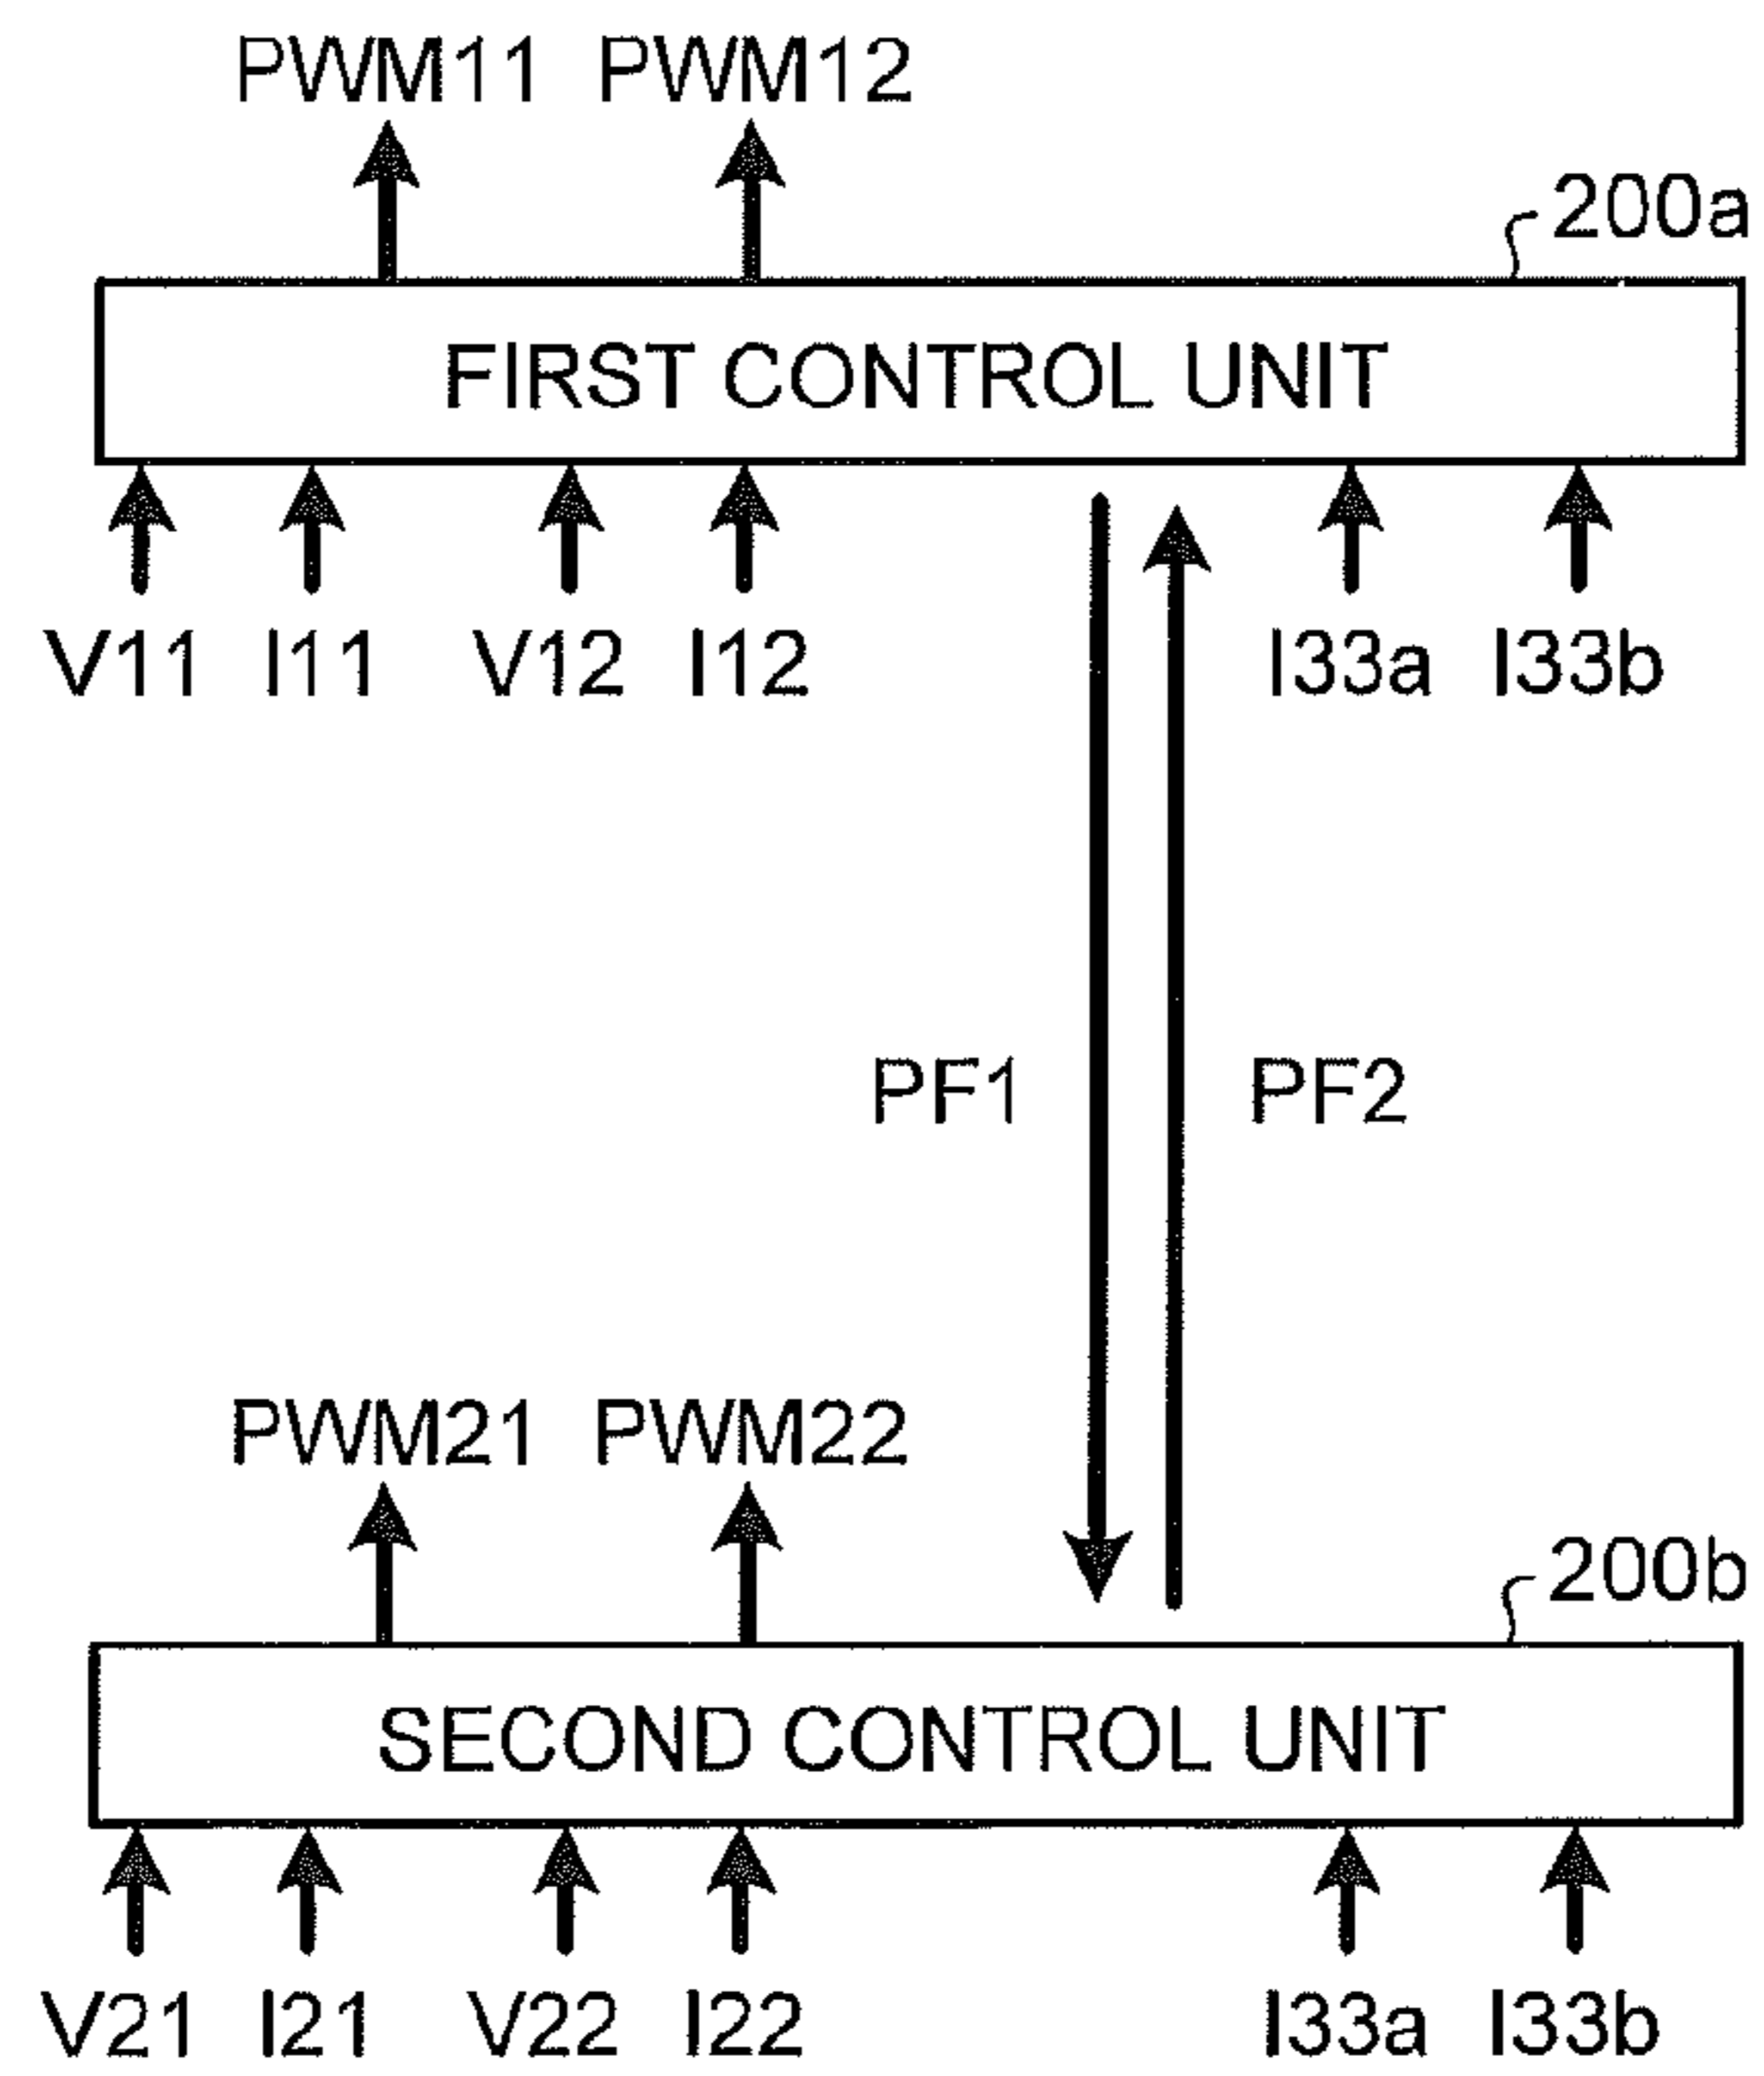 PWM11 PWM12
200a
FIRST CONTROL UNIT
V11 I11 V12 I12 I33a I33b
PF1 PF2
PWM21 PWM22
200b
SECOND CONTROL UNIT
V21 I21 V22 I22 I33a I33b